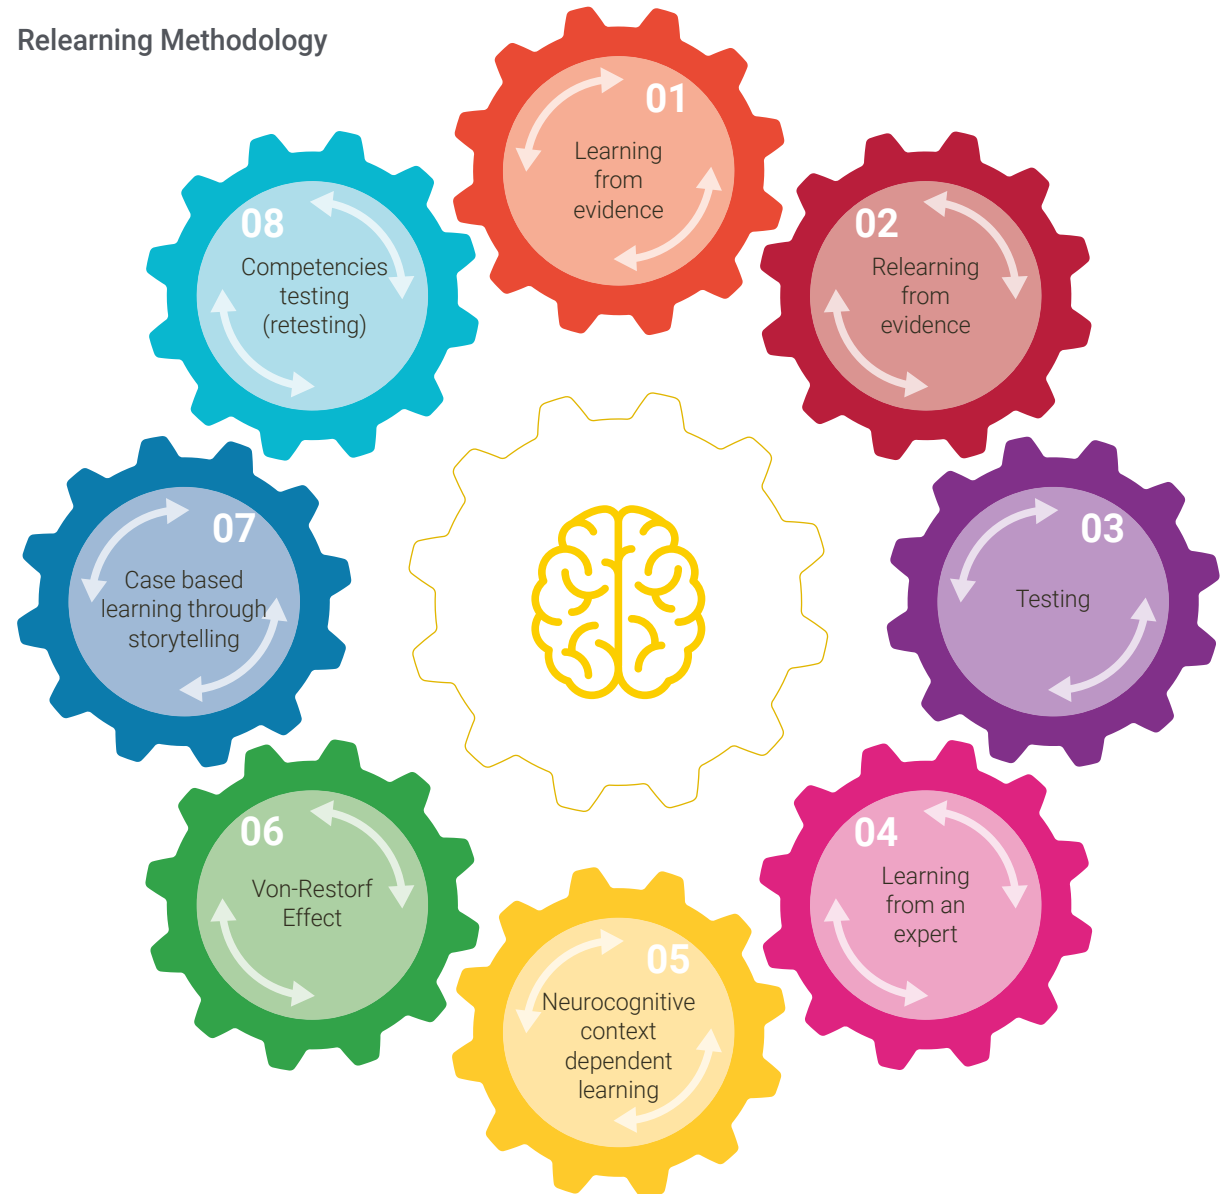 Relearning Methodology
01
Learning
from
evidence
02
Relearning
from
evidence
03
Testing
04
Learning
from an
expert
05
Neurocognitive
context
dependent
learning
06
Von-Restorf
Effect
07
Case based
learning through
storytelling
08
Competencies
testing
(retesting)